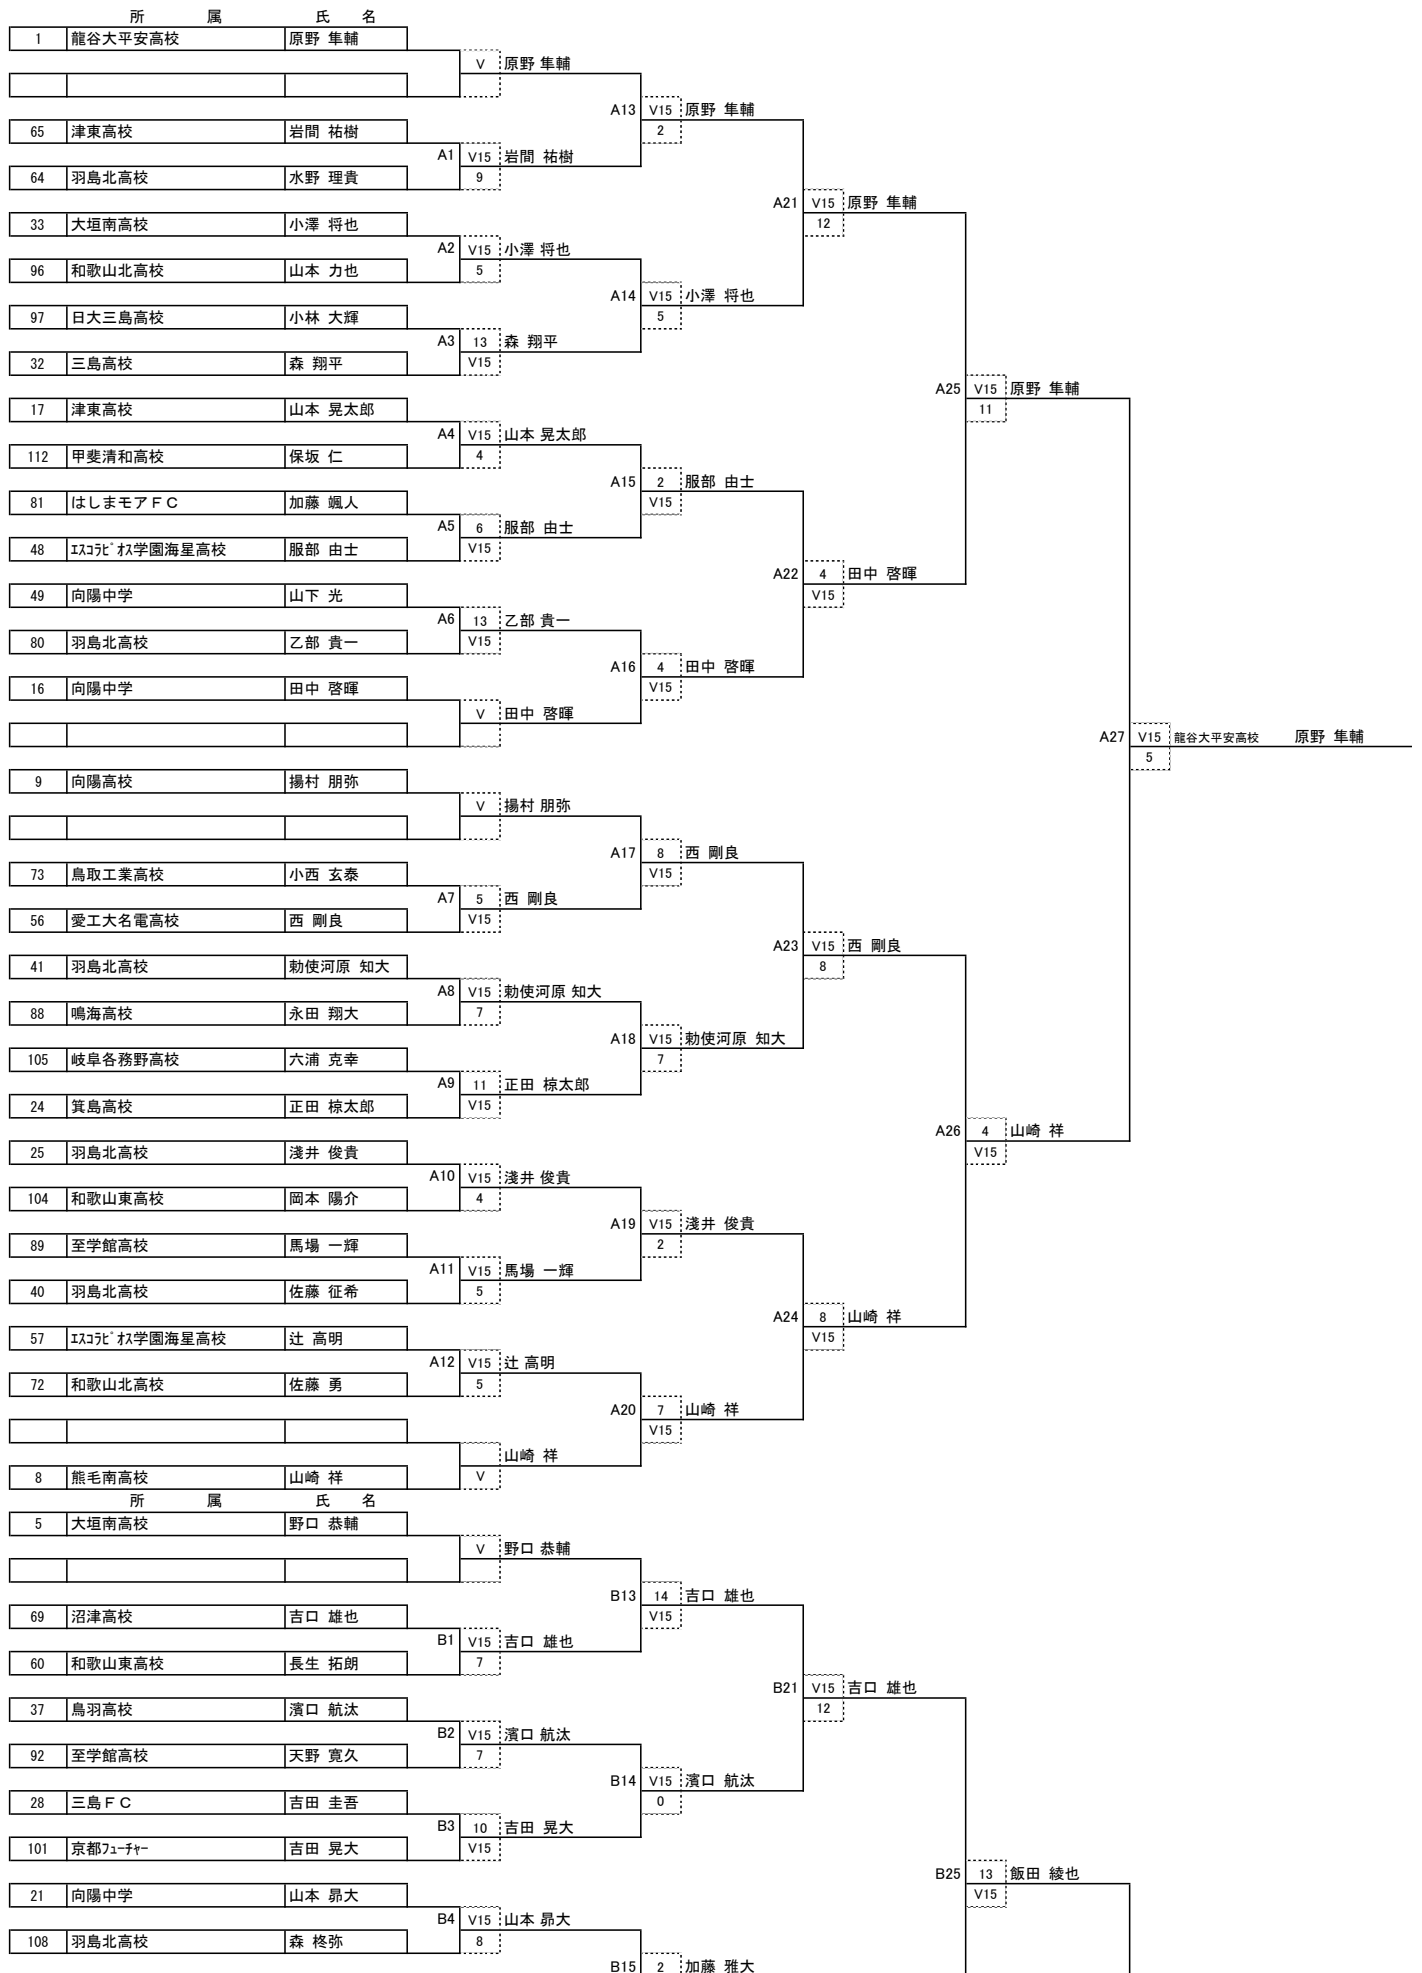 所 属 氏 名
1 龍谷大平安高校 原野 隼輔
V 原野 隼輔
A13 V15 原野 隼輔
2
65 津東高校 岩間 祐樹
A1 V15 岩間 祐樹
9
64 羽島北高校 水野 理貴
A21 V15 原野 隼輔
12
33 大垣南高校 小澤 将也
A2 V15 小澤 将也
5
96 和歌山北高校 山本 力也
A14 V15 小澤 将也
5
97 日大三島高校 小林 大輝
A3 13 森 翔平
V15
32 三島高校 森 翔平
A25 V15 原野 隼輔
11
17 津東高校 山本 晃太郎
A4 V15 山本 晃太郎
4
112 甲斐清和高校 保坂 仁
A15 2 服部 由士
V15
81 はしまモアFC 加藤 颯人
A5 6 服部 由士
V15
48 ｴｽｺﾗﾋﾟｵｽ学園海星高校 服部 由士
A22 4 田中 啓暉
V15
49 向陽中学 山下 光
A6 13 乙部 貴一
V15
80 羽島北高校 乙部 貴一
A16 4 田中 啓暉
V15
16 向陽中学 田中 啓暉
V 田中 啓暉
A27 V15 龍谷大平安高校 原野 隼輔
5
9 向陽高校 揚村 朋弥
V 揚村 朋弥
A17 8 西 剛良
V15
73 鳥取工業高校 小西 玄泰
A7 5 西 剛良
V15
56 愛工大名電高校 西 剛良
A23 V15 西 剛良
8
41 羽島北高校 勅使河原 知大
A8 V15 勅使河原 知大
7
88 鳴海高校 永田 翔大
A18 V15 勅使河原 知大
7
105 岐阜各務野高校 六浦 克幸
A9 11 正田 椋太郎
V15
24 箕島高校 正田 椋太郎
A26 4 山崎 祥
V15
25 羽島北高校 淺井 俊貴
A10 V15 淺井 俊貴
4
104 和歌山東高校 岡本 陽介
A19 V15 淺井 俊貴
2
89 至学館高校 馬場 一輝
A11 V15 馬場 一輝
5
40 羽島北高校 佐藤 征希
A24 8 山崎 祥
V15
57 ｴｽｺﾗﾋﾟｵｽ学園海星高校 辻 高明
A12 V15 辻 高明
5
72 和歌山北高校 佐藤 勇
A20 7 山崎 祥
V15
山崎 祥
V
8 熊毛南高校 山崎 祥
所 属 氏 名
5 大垣南高校 野口 恭輔
V 野口 恭輔
B13 14 吉口 雄也
V15
69 沼津高校 吉口 雄也
B1 V15 吉口 雄也
7
60 和歌山東高校 長生 拓朗
B21 V15 吉口 雄也
12
37 鳥羽高校 濱口 航汰
B2 V15 濱口 航汰
7
92 至学館高校 天野 寛久
B14 V15 濱口 航汰
0
28 三島FC 吉田 圭吾
B3 10 吉田 晃大
V15
101 京都ﾌｭｰﾁｬｰ 吉田 晃大
B25 13 飯田 綾也
V15
21 向陽中学 山本 昂大
B4 V15 山本 昴大
8
108 羽島北高校 森 柊弥
B15 2 加藤 雅大